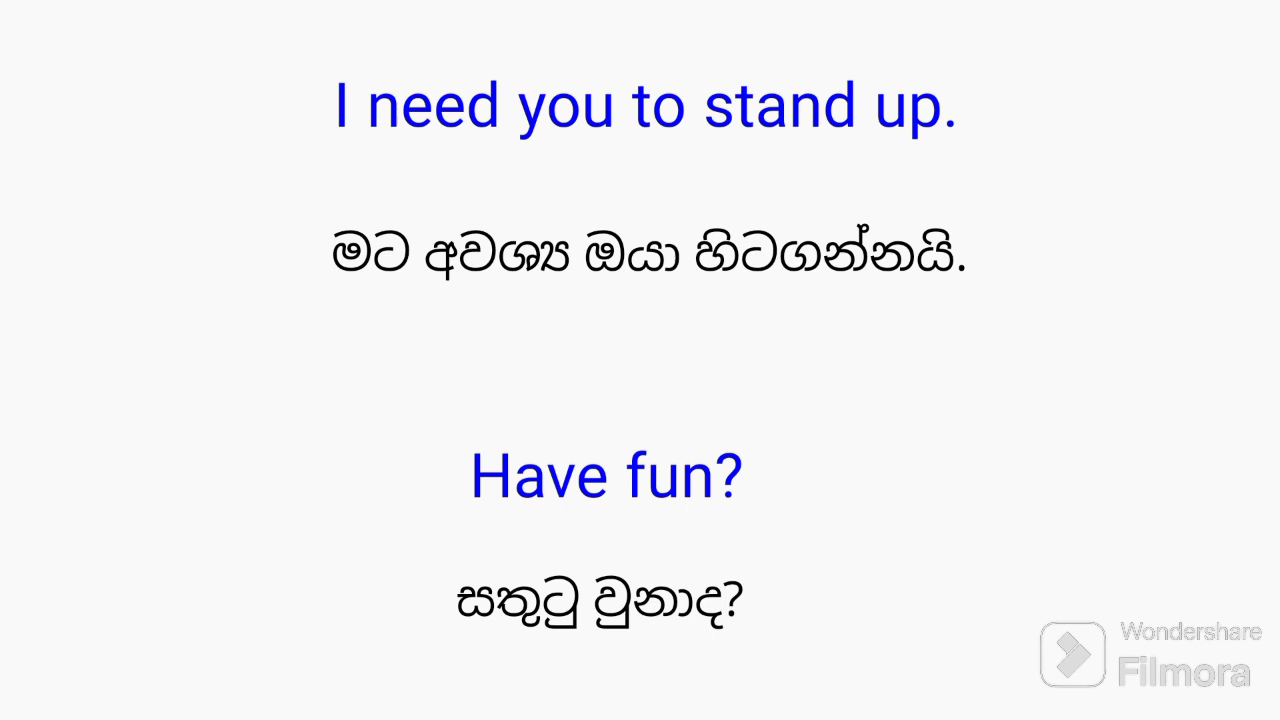 I need you to stand up.
මට අවශ්‍ය ඔයා හිටගන්නයි.
Have fun?
සතුටු වුනාද?
Wondershare
Filmora